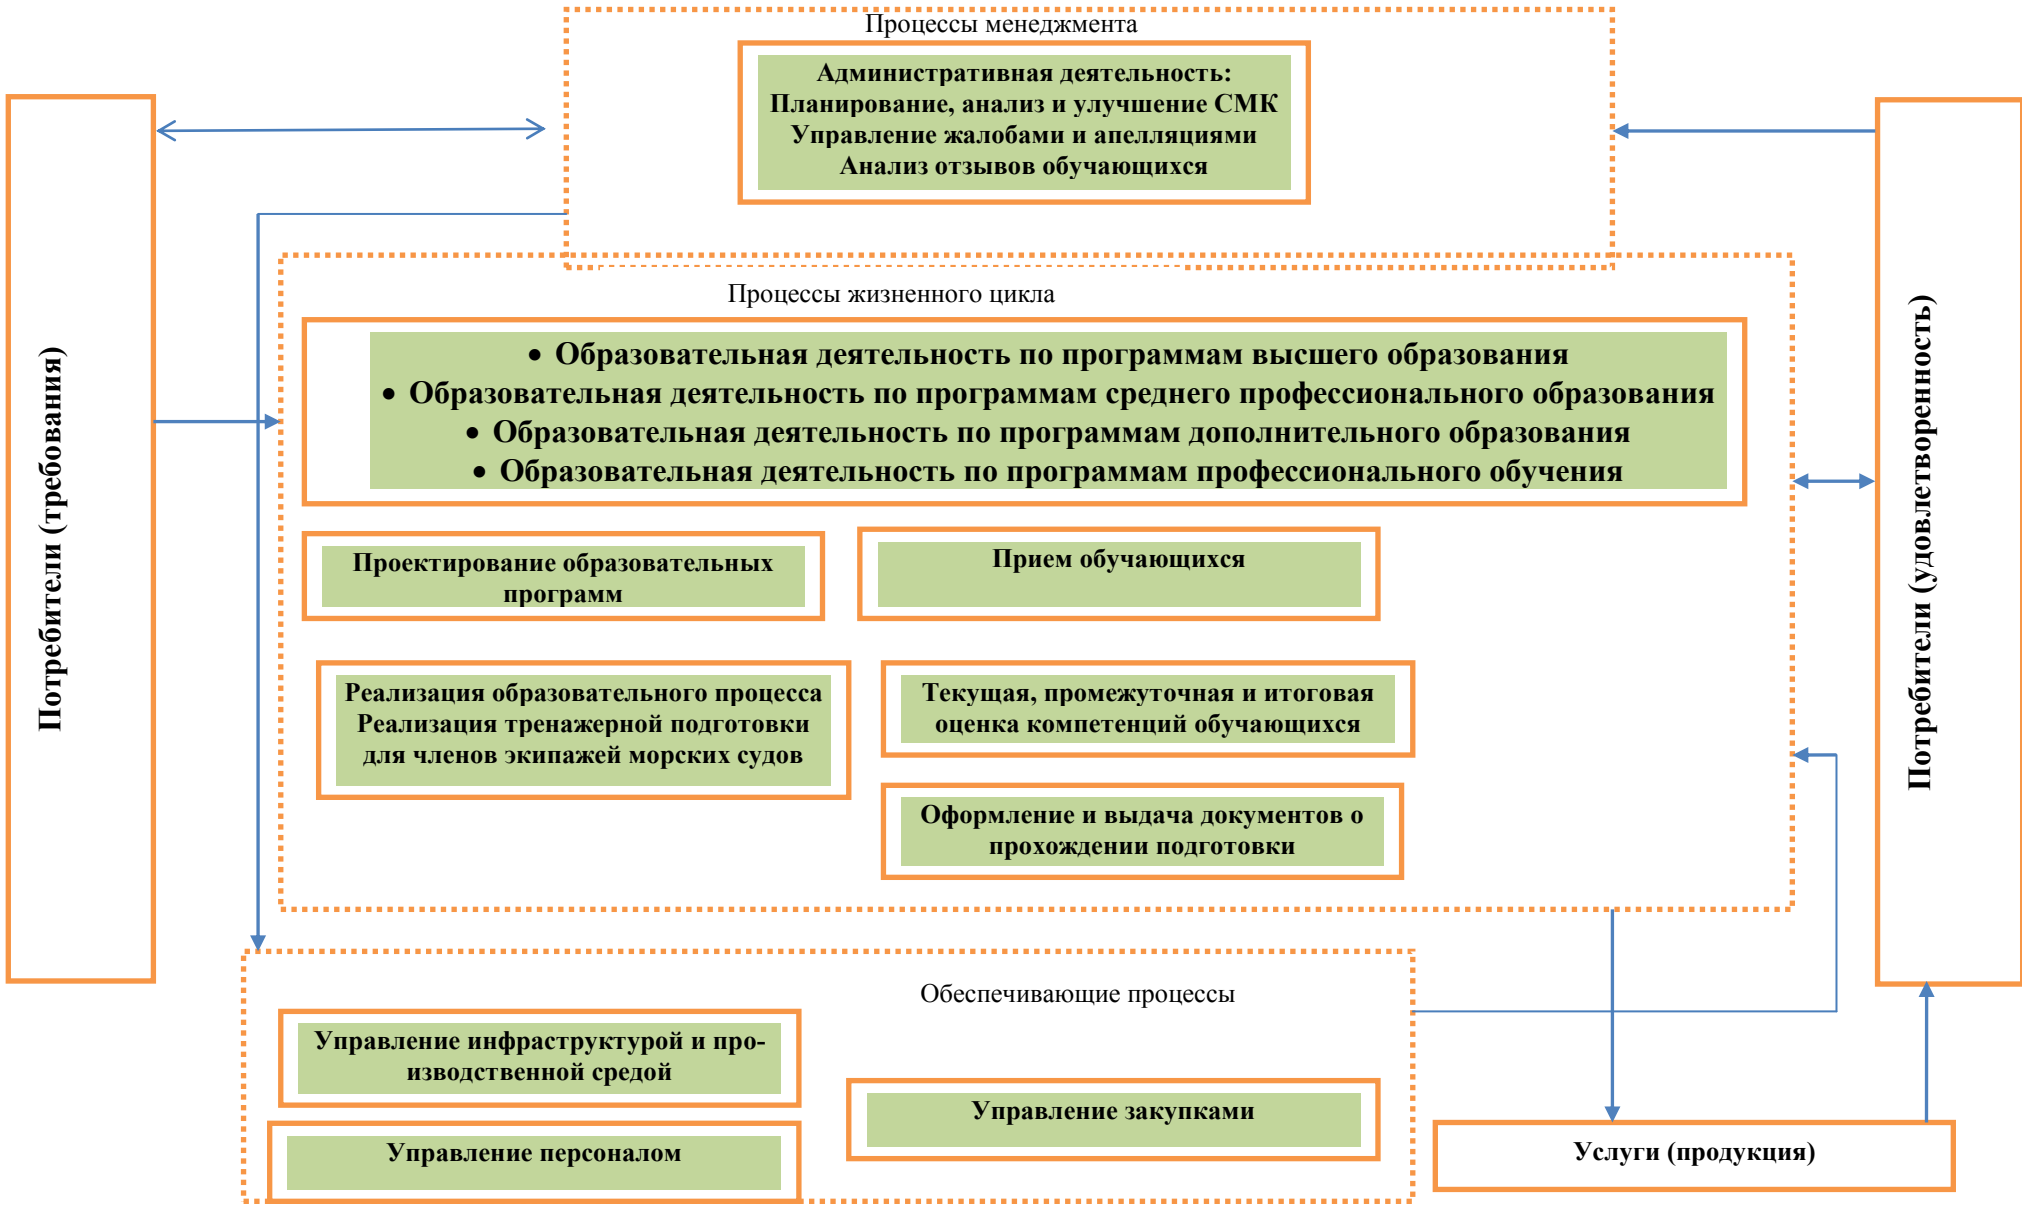 Процессы менеджмента
Административная деятельность:
Планирование, анализ и улучшение СМК
Управление жалобами и апелляциями
Анализ отзывов обучающихся
Потребители (требования)
Потребители (удовлетворенность)
Процессы жизненного цикла
• Образовательная деятельность по программам высшего образования
• Образовательная деятельность по программам среднего профессионального образования
• Образовательная деятельность по программам дополнительного образования
• Образовательная деятельность по программам профессионального обучения
Проектирование образовательных
программ
Прием обучающихся
Реализация образовательного процесса
Реализация тренажерной подготовки
для членов экипажей морских судов
Текущая, промежуточная и итоговая
оценка компетенций обучающихся
Оформление и выдача документов о
прохождении подготовки
Обеспечивающие процессы
Управление инфраструктурой и про-
изводственной средой
Управление закупками
Управление персоналом
Услуги (продукция)